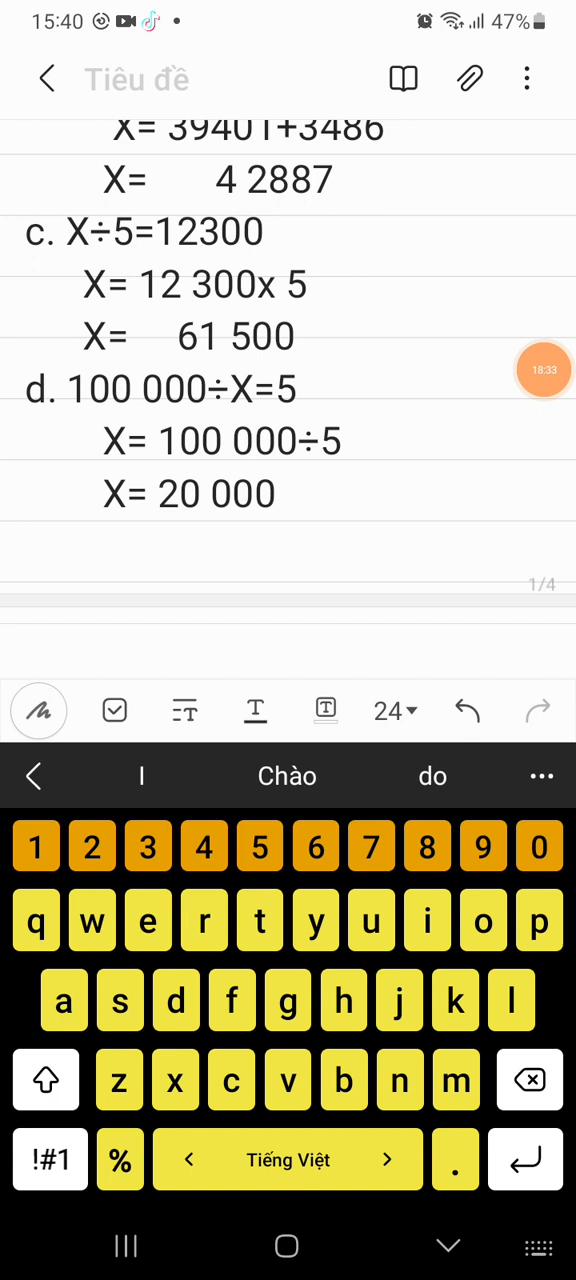 15:40 47%
Tiêu đề
X= 39401+3486
X= 4 2887
c. X÷5=12300
X= 12 300x 5
X= 61 500
18:33
d. 100 000÷X=5
X= 100 000÷5
X= 20 000
1/4
T T T 24
I Chào do
1 2 3 4 5 6 7 8 9 0
q w e r t y u i o p
a s d f g h j k l
z x c v b n m
!#1 % < Tiếng Việt > .